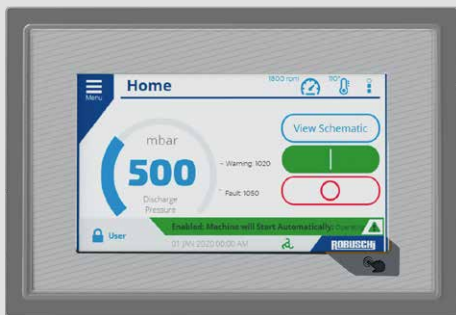 Menu
Home
1800 rpm
110°
View Schematic
mbar
500
Discharge
Pressure
- Warning: 1020
- Fault: 1050
Enabled: Machine will Start Automatically:
User
01 JAN 2020 00:00 AM
ROBUSCHI